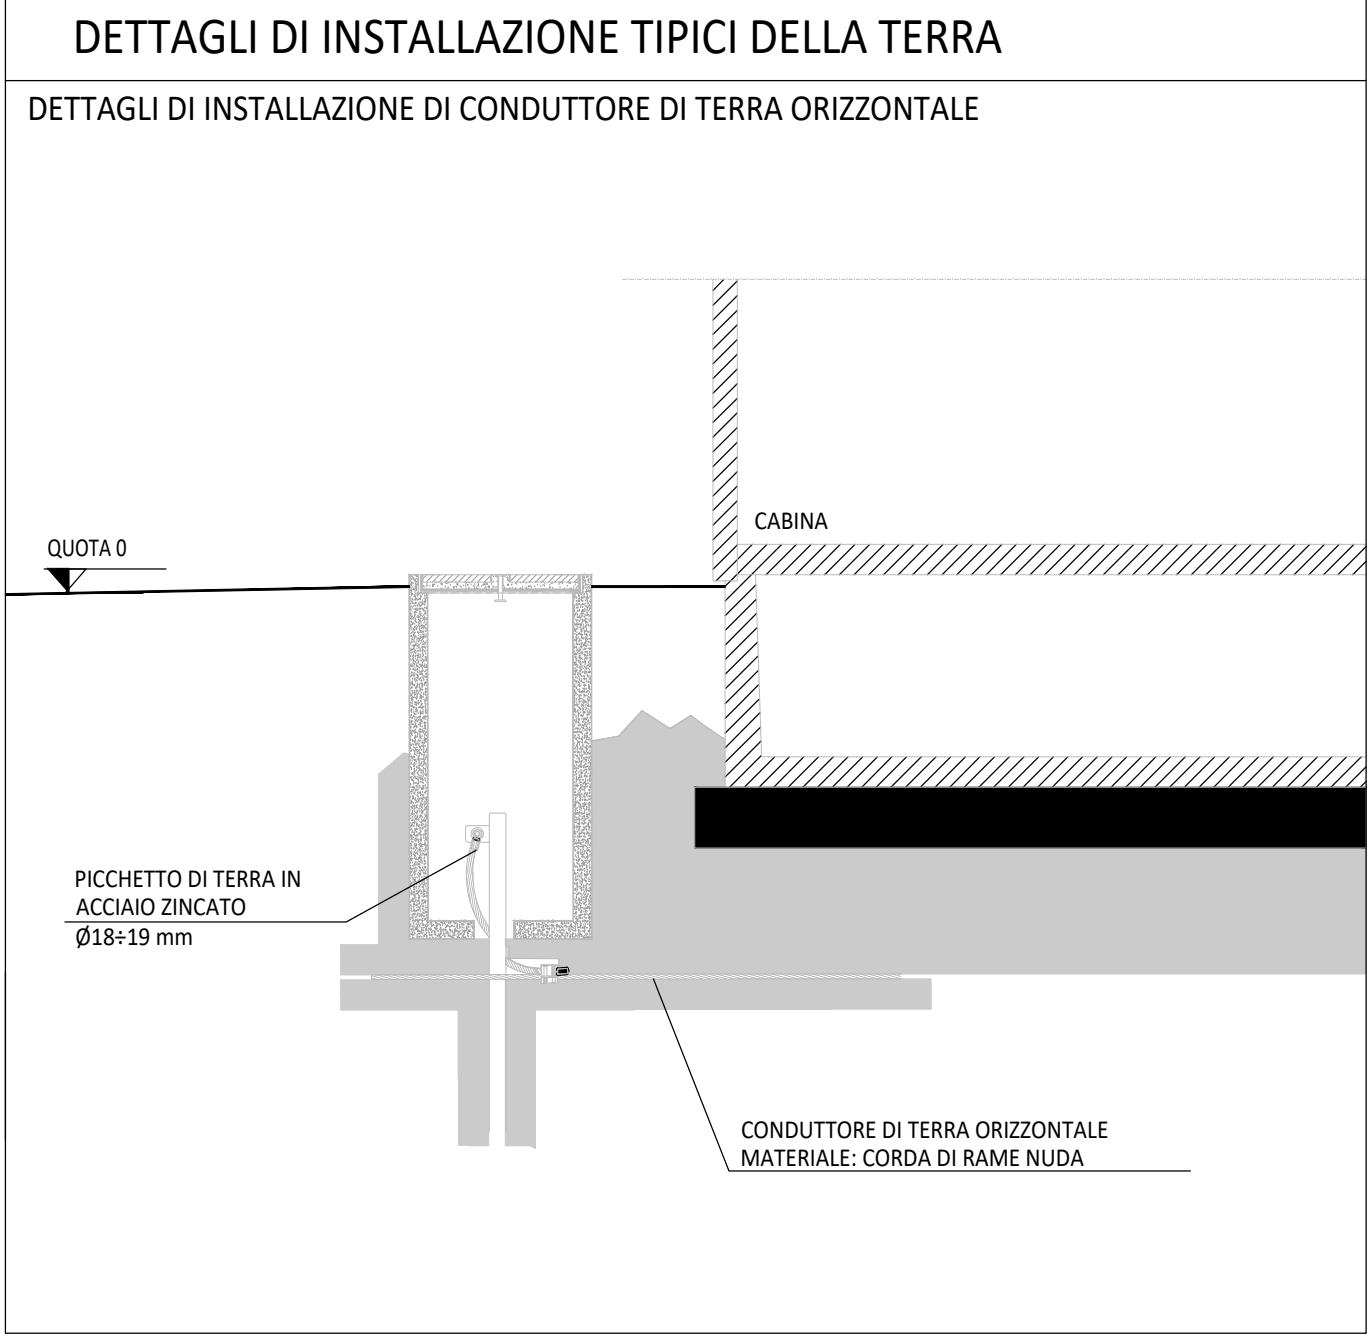 DETTAGLI DI INSTALLAZIONE TIPICI DELLA TERRA
DETTAGLI DI INSTALLAZIONE DI CONDUTTORE DI TERRA ORIZZONTALE
CABINA
QUOTA 0
PICCHETTO DI TERRA IN
ACCIAIO ZINCATO
Ø18÷19 mm
CONDUTTORE DI TERRA ORIZZONTALE
MATERIALE: CORDA DI RAME NUDA